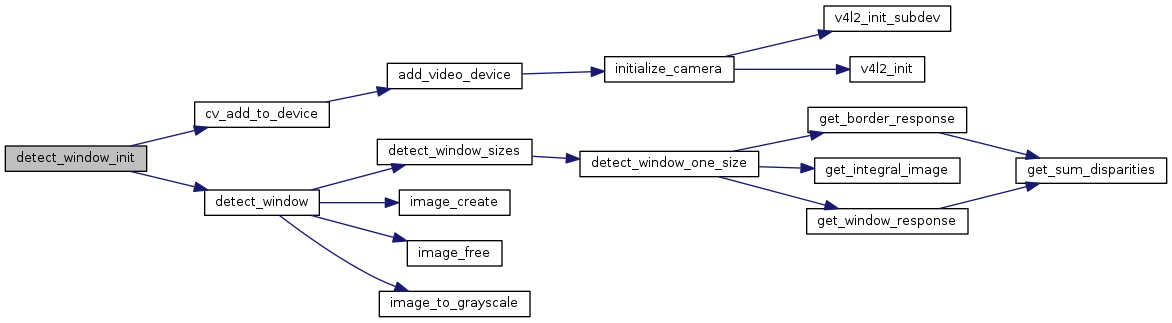 v4l2_init_subdev
add_video_device
initialize_camera
v4l2_init
cv_add_to_device
get_border_response
detect_window_init
detect_window_sizes
detect_window_one_size
get_integral_image
get_sum_disparities
detect_window
image_create
get_window_response
image_free
image_to_grayscale